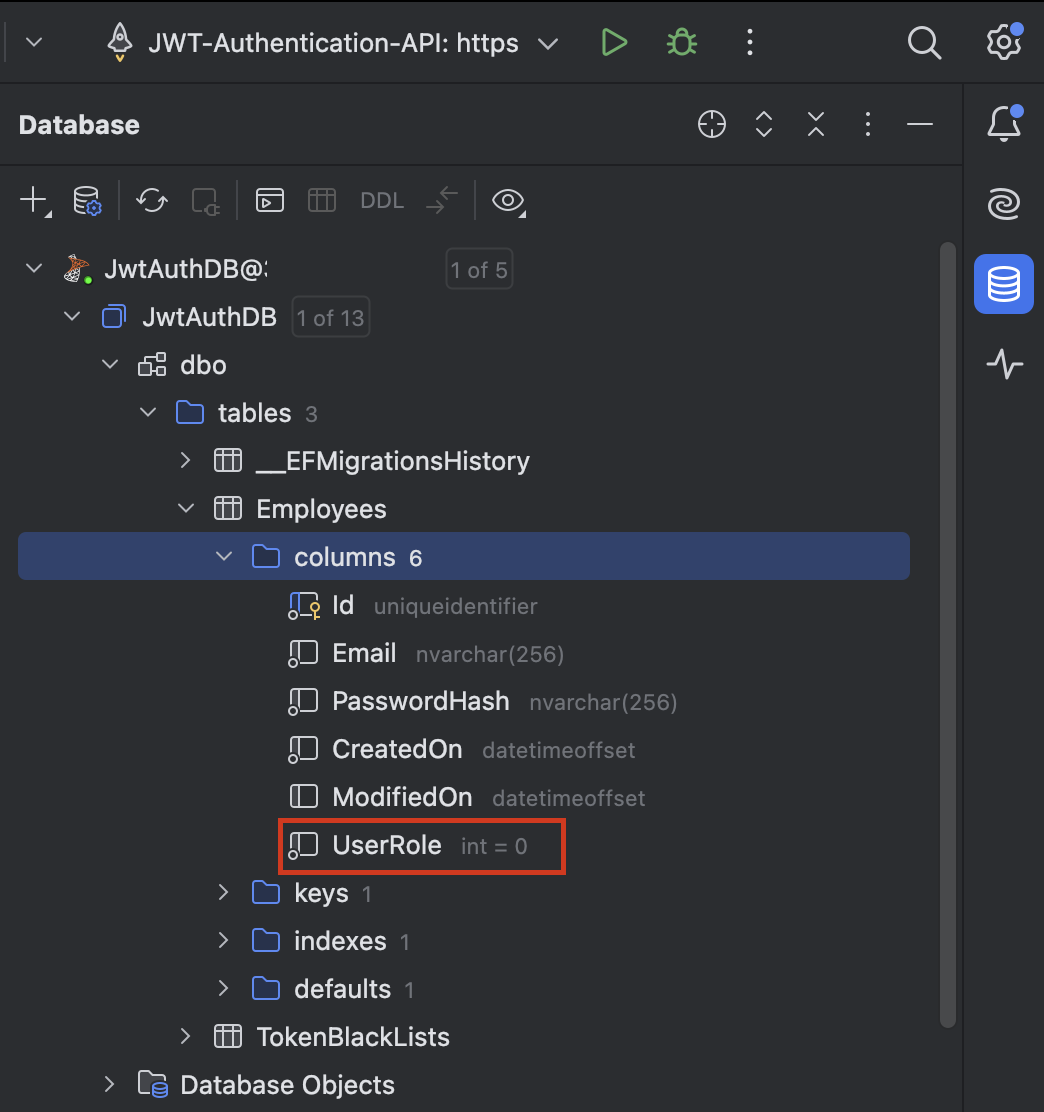 JWT-Authentication-API: https
Database
DDL
JwtAuthDB@ 1 of 5
JwtAuthDB 1 of 13
dbo
tables 3
__EFMigrationsHistory
Employees
columns 6
Id uniqueidentifier
Email nvarchar(256)
PasswordHash nvarchar(256)
CreatedOn datetimeoffset
ModifiedOn datetimeoffset
UserRole int = 0
keys 1
indexes 1
defaults 1
TokenBlackLists
Database Objects